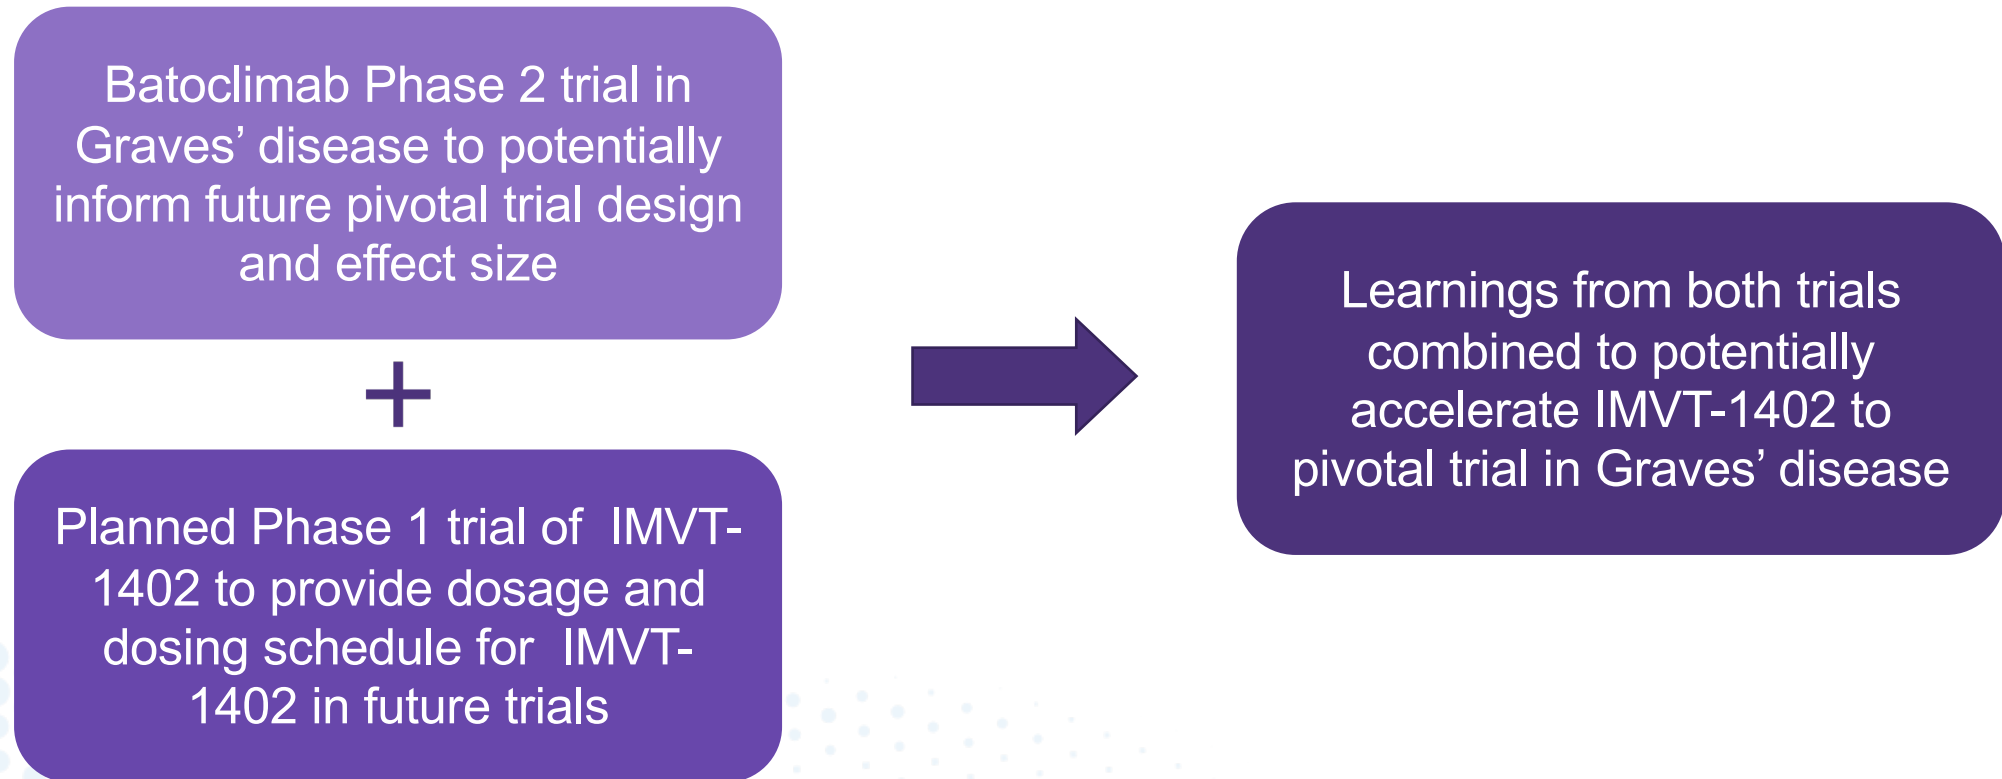 Batoclimab Phase 2 trial in
Graves’ disease to potentially
inform future pivotal trial design
and effect size
+
Planned Phase 1 trial of  IMVT-
1402 to provide dosage and
dosing schedule for  IMVT-
1402 in future trials
Learnings from both trials
combined to potentially
accelerate IMVT-1402 to
pivotal trial in Graves’ disease